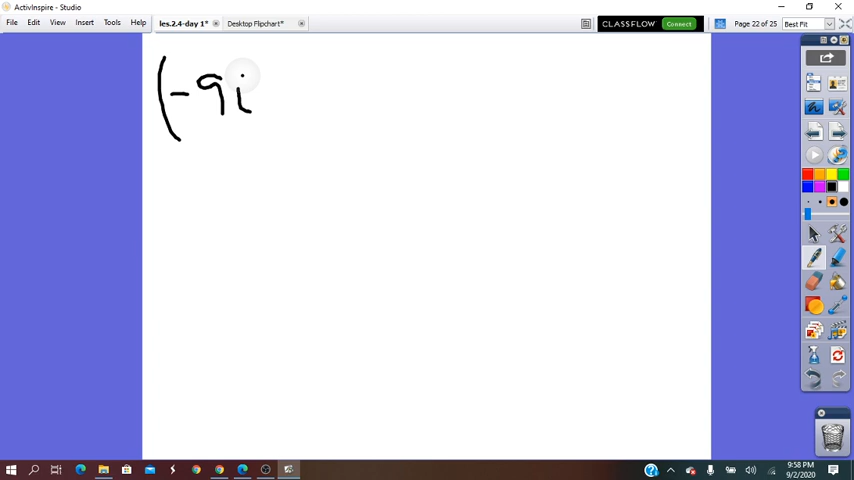 ActivInspire - Studio
File Edit View Insert Tools Help les.2.4-day 1* Desktop Flipchart* CLASSFLOW Connect Page 22 of 25 Best Fit
(-9i
9:58 PM
9/2/2020